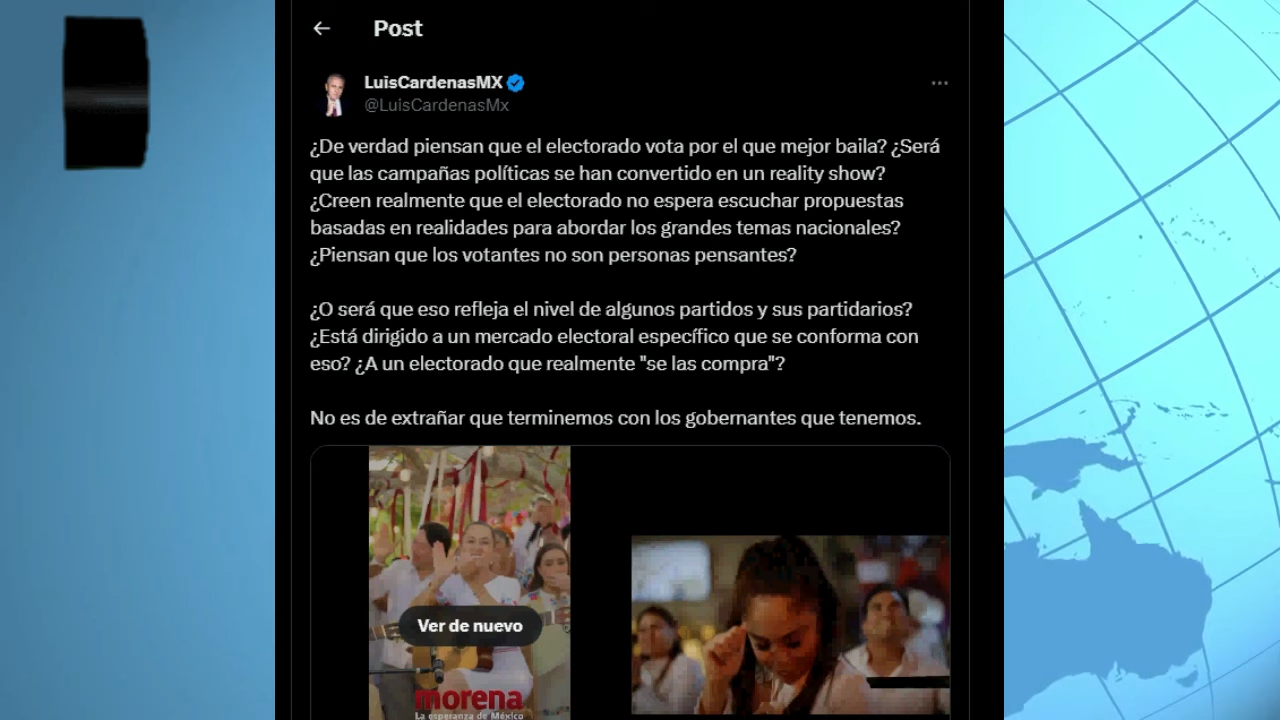 Post
LuisCardenasMX
@LuisCardenasMx
¿De verdad piensan que el electorado vota por el que mejor baila? ¿Será
que las campañas políticas se han convertido en un reality show?
¿Creen realmente que el electorado no espera escuchar propuestas
basadas en realidades para abordar los grandes temas nacionales?
¿Piensan que los votantes no son personas pensantes?
¿O será que eso refleja el nivel de algunos partidos y sus partidarios?
¿Está dirigido a un mercado electoral específico que se conforma con
eso? ¿A un electorado que realmente "se las compra"?
No es de extrañar que terminemos con los gobernantes que tenemos.
Ver de nuevo
morena
La esperanza de México